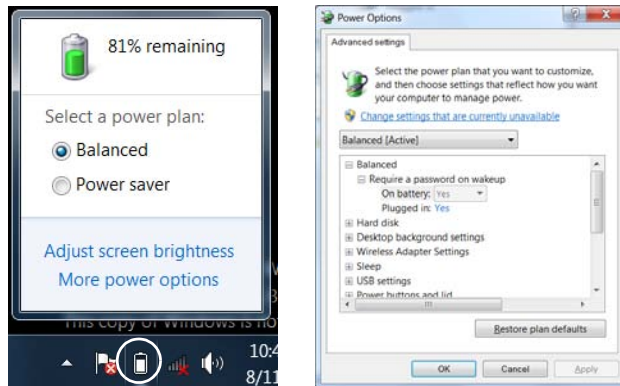 81% remaining
Select a power plan:
Balanced
Power saver
Adjust screen brightness
More power options
This copy of Windows is no
10:4
8/11
Power Options
Advanced settings
Select the power plan that you want to customize,
and then choose settings that reflect how you want
your computer to manage power.
Change settings that are currently unavailable
Balanced [Active]
Balanced
Require a password on wakeup
On battery: Yes
Plugged in: Yes
Hard disk
Desktop background settings
Wireless Adapter Settings
Sleep
USB settings
Power buttons and lid
Restore plan defaults
OK
Cancel
Apply